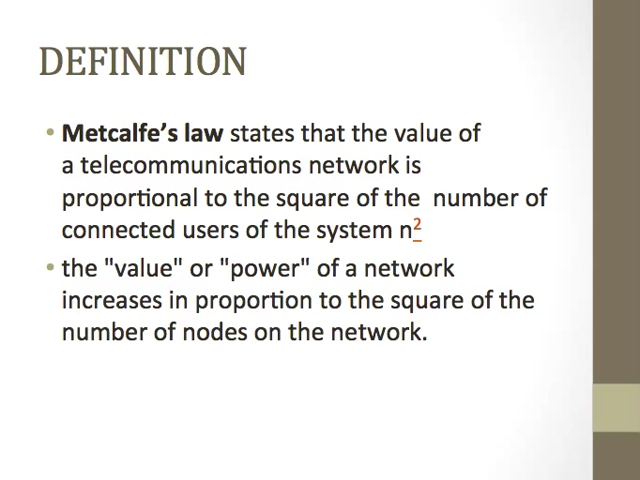 DEFINITION
• Metcalfe’s law states that the value of
a telecommunications network is
proportional to the square of the  number of
connected users of the system n²
• the "value" or "power" of a network
increases in proportion to the square of the
number of nodes on the network.